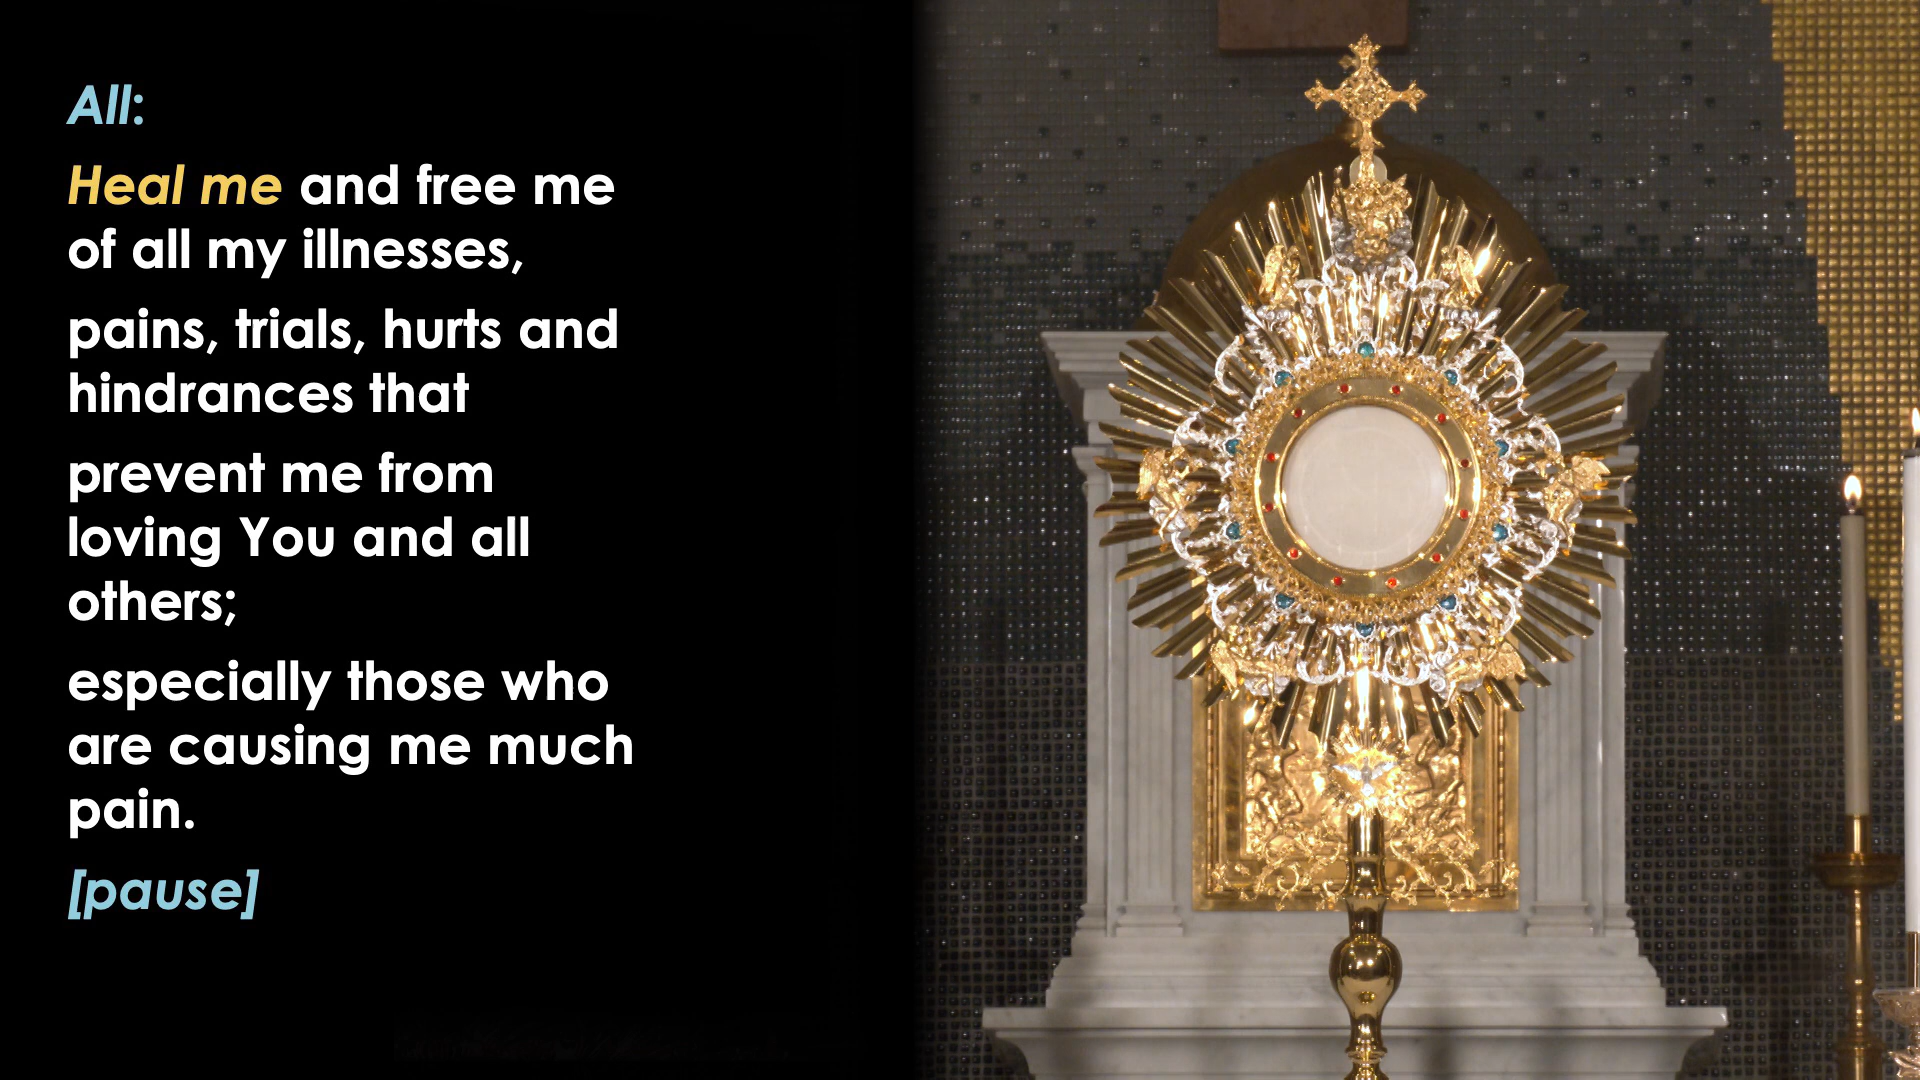 All:
Heal me and free me
of all my illnesses,
pains, trials, hurts and
hindrances that
prevent me from
loving You and all
others;
especially those who
are causing me much
pain.
[pause]